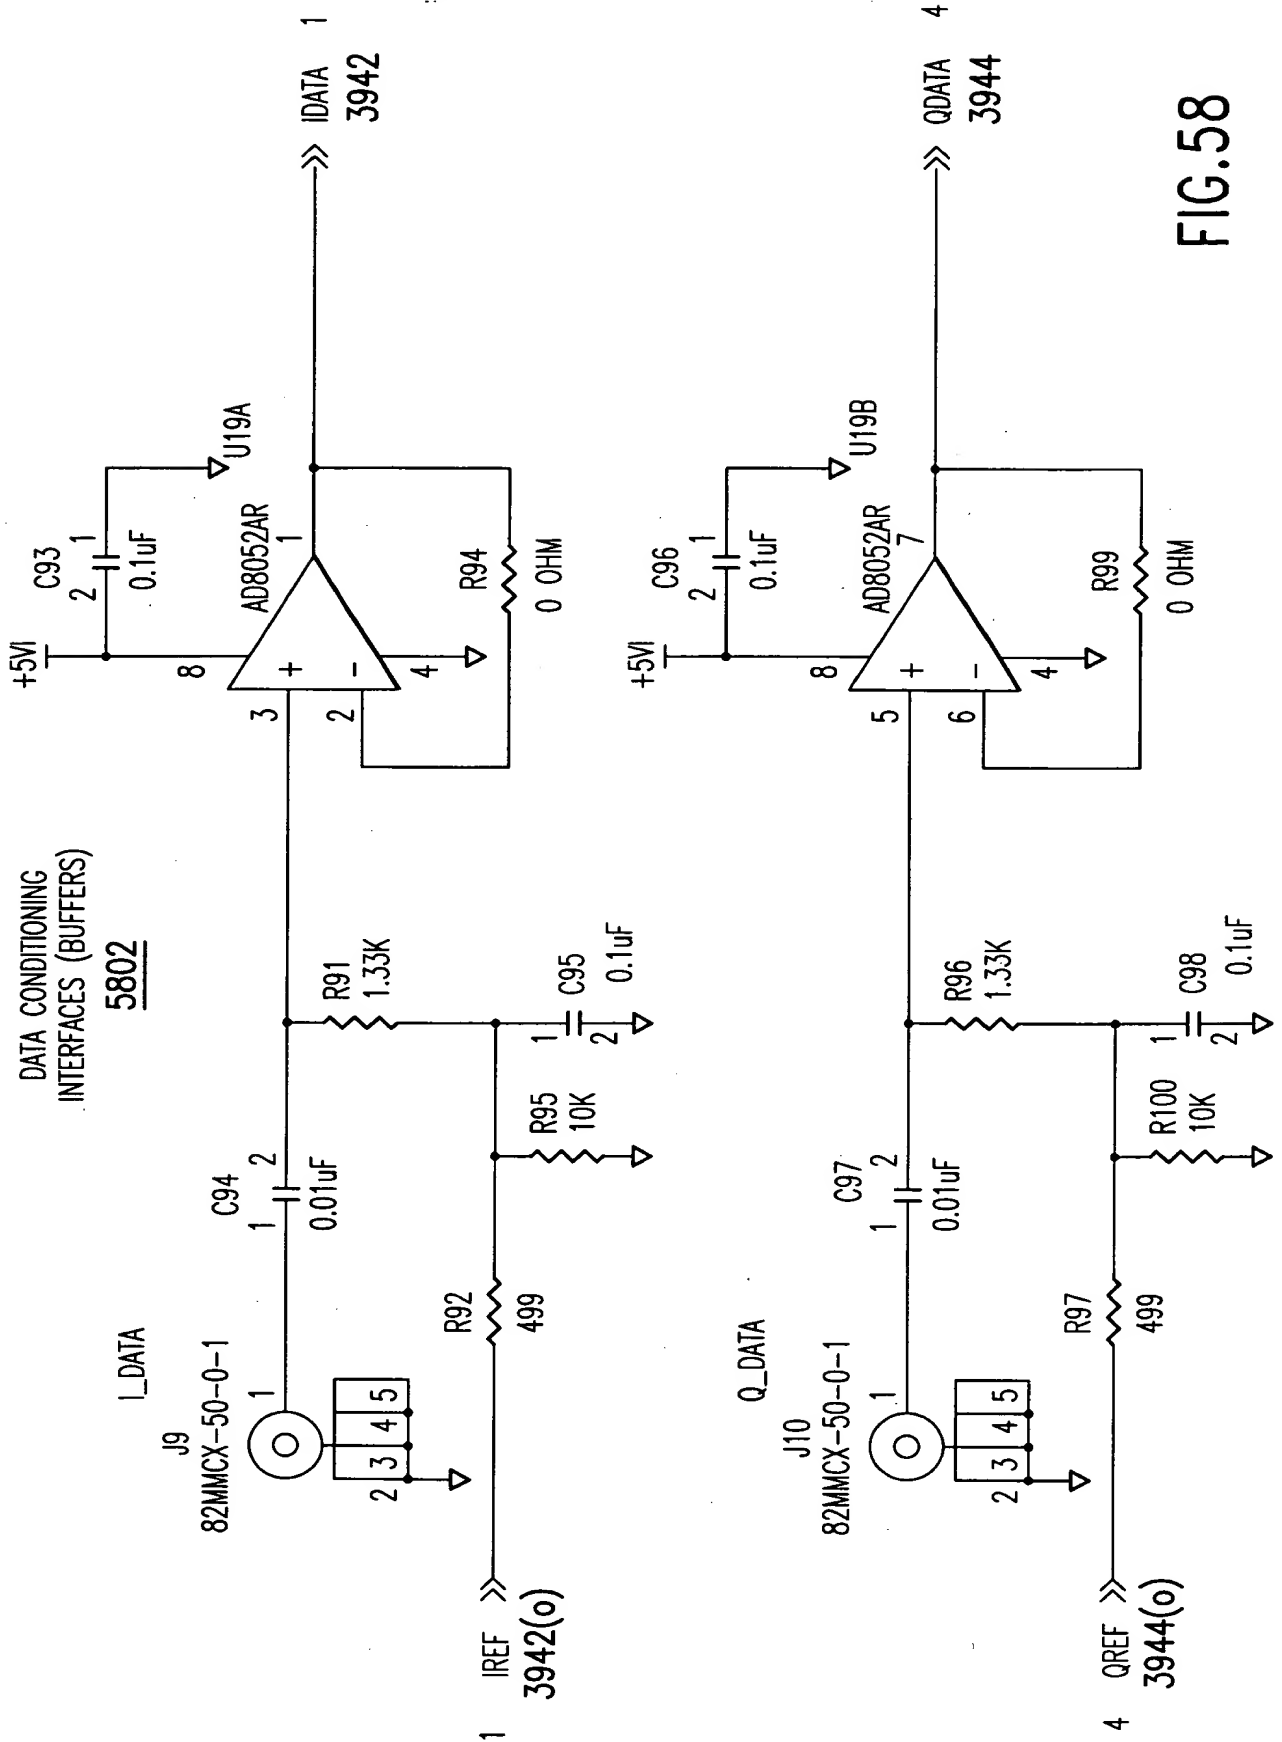 DATA CONDITIONING
INTERFACES (BUFFERS)
5802
I_DATA
J9
82MMCX-50-0-1
1
2
3
4
5
C94
1
2
0.01uF
R91
1.33K
1
IREF
3942(o)
R92
499
R95
10K
C95
1
2
0.1uF
+5VI
C93
2
1
0.1uF
U19A
AD8052AR
8
3
+
2
-
4
1
R94
0 OHM
IDATA
1
3942
Q_DATA
J10
82MMCX-50-0-1
1
2
3
4
5
C97
1
2
0.01uF
R96
1.33K
4
QREF
3944(o)
R97
499
R100
10K
C98
1
2
0.1uF
+5VI
C96
2
1
0.1uF
U19B
AD8052AR
8
5
+
6
-
4
7
R99
0 OHM
QDATA
4
3944
FIG.58